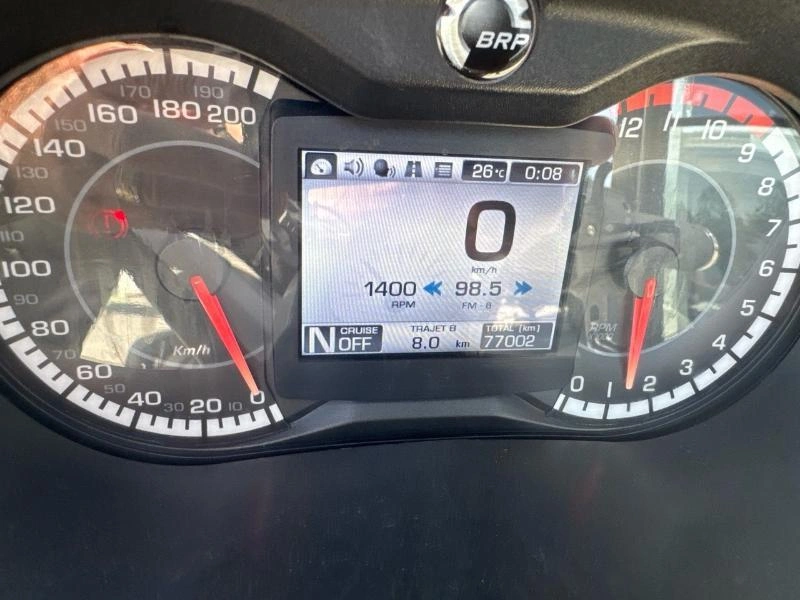 BRP
0 10 20 30 40 50 60 70 80 90 100 110 120 130 140 150 160 170 180 190 200
Km/h
26 °C 0:08
0
km/h
1400 98.5
RPM FM - 8
N CRUISE OFF
TRAJET B
8.0 km
TOTAL [km]
77002
0 1 2 3 4 5 6 7 8 9 10 11 12
RPM